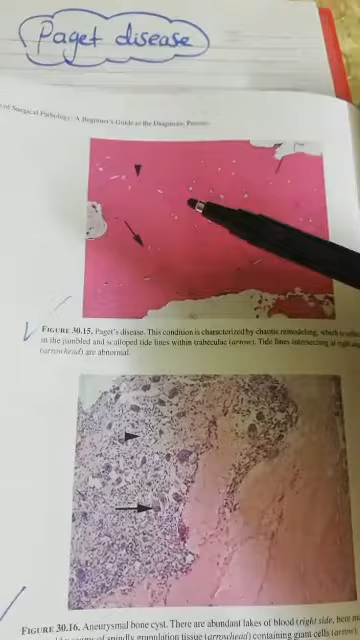 Paget disease
of Surgical Pathology: A Beginner's Guide to the Diagnostic Process
FIGURE 30.15. Paget's disease. This condition is characterized by chaotic remodeling, which
in the jumbled and scalloped tide lines within trabeculae (arrow). Tide lines intersecting at right
(arrowhead) are abnormal.
FIGURE 30.16. Aneurysmal bone cyst. There are abundant lakes of blood (right side, here
of spindly granulation tissue (arrowhead) containing giant cells (arrow).